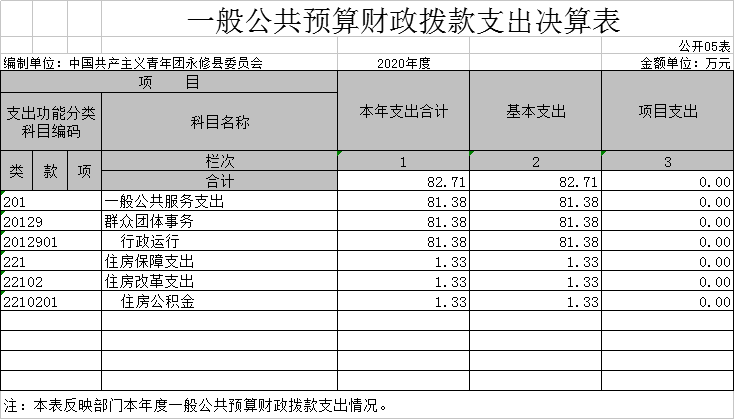 一般公共预算财政拨款支出决算表
公开05表
编制单位：中国共产主义青年团永修县委员会 2020年度 金额单位：万元
项 目 本年支出合计 基本支出 项目支出
支出功能分类科目编码 科目名称
类 款 项 栏次 1 2 3
合计 82.71 82.71 0.00
201 一般公共服务支出 81.38 81.38 0.00
20129 群众团体事务 81.38 81.38 0.00
2012901 行政运行 81.38 81.38 0.00
221 住房保障支出 1.33 1.33 0.00
22102 住房改革支出 1.33 1.33 0.00
2210201 住房公积金 1.33 1.33 0.00
注：本表反映部门本年度一般公共预算财政拨款支出情况。